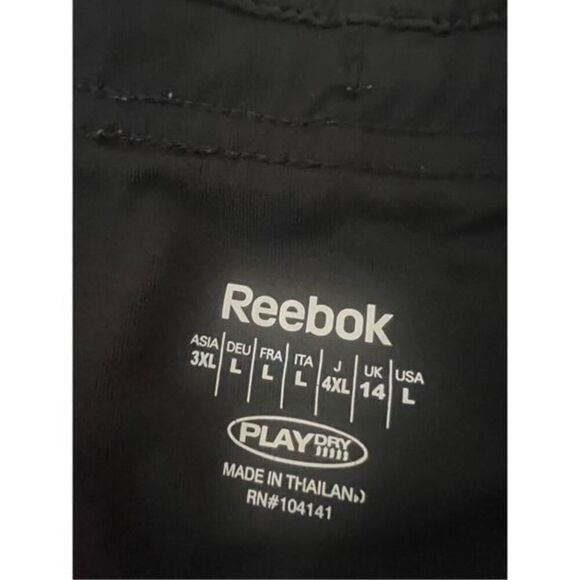 Reebok
ASIA DEU FRA ITA J UK USA
3XL L L L 4XL 14 L
PLAYDRY
MADE IN THAILAND
RN#104141